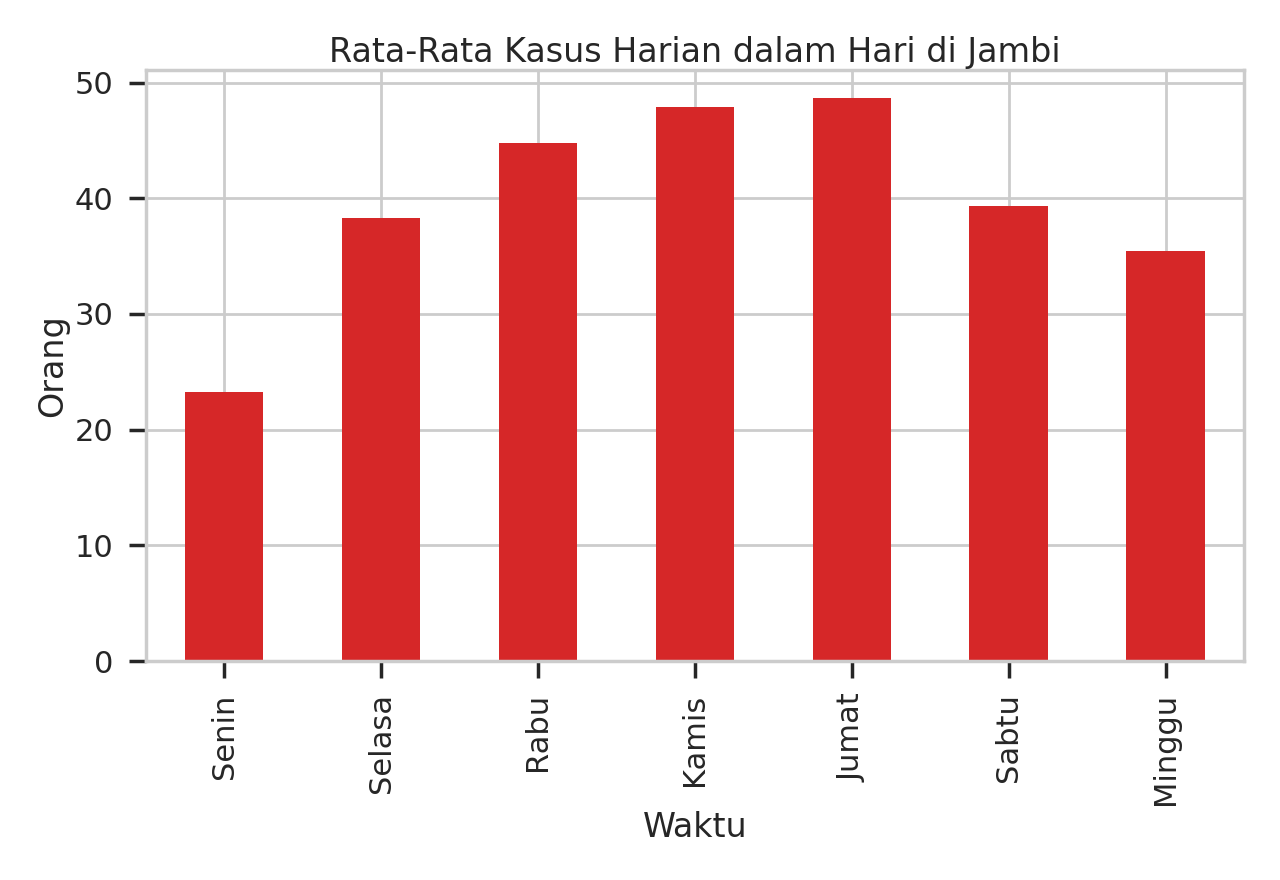 Rata-Rata Kasus Harian dalam Hari di Jambi
50
40
30
20
10
0
Orang
Senin
Selasa
Rabu
Kamis
Jumat
Sabtu
Minggu
Waktu